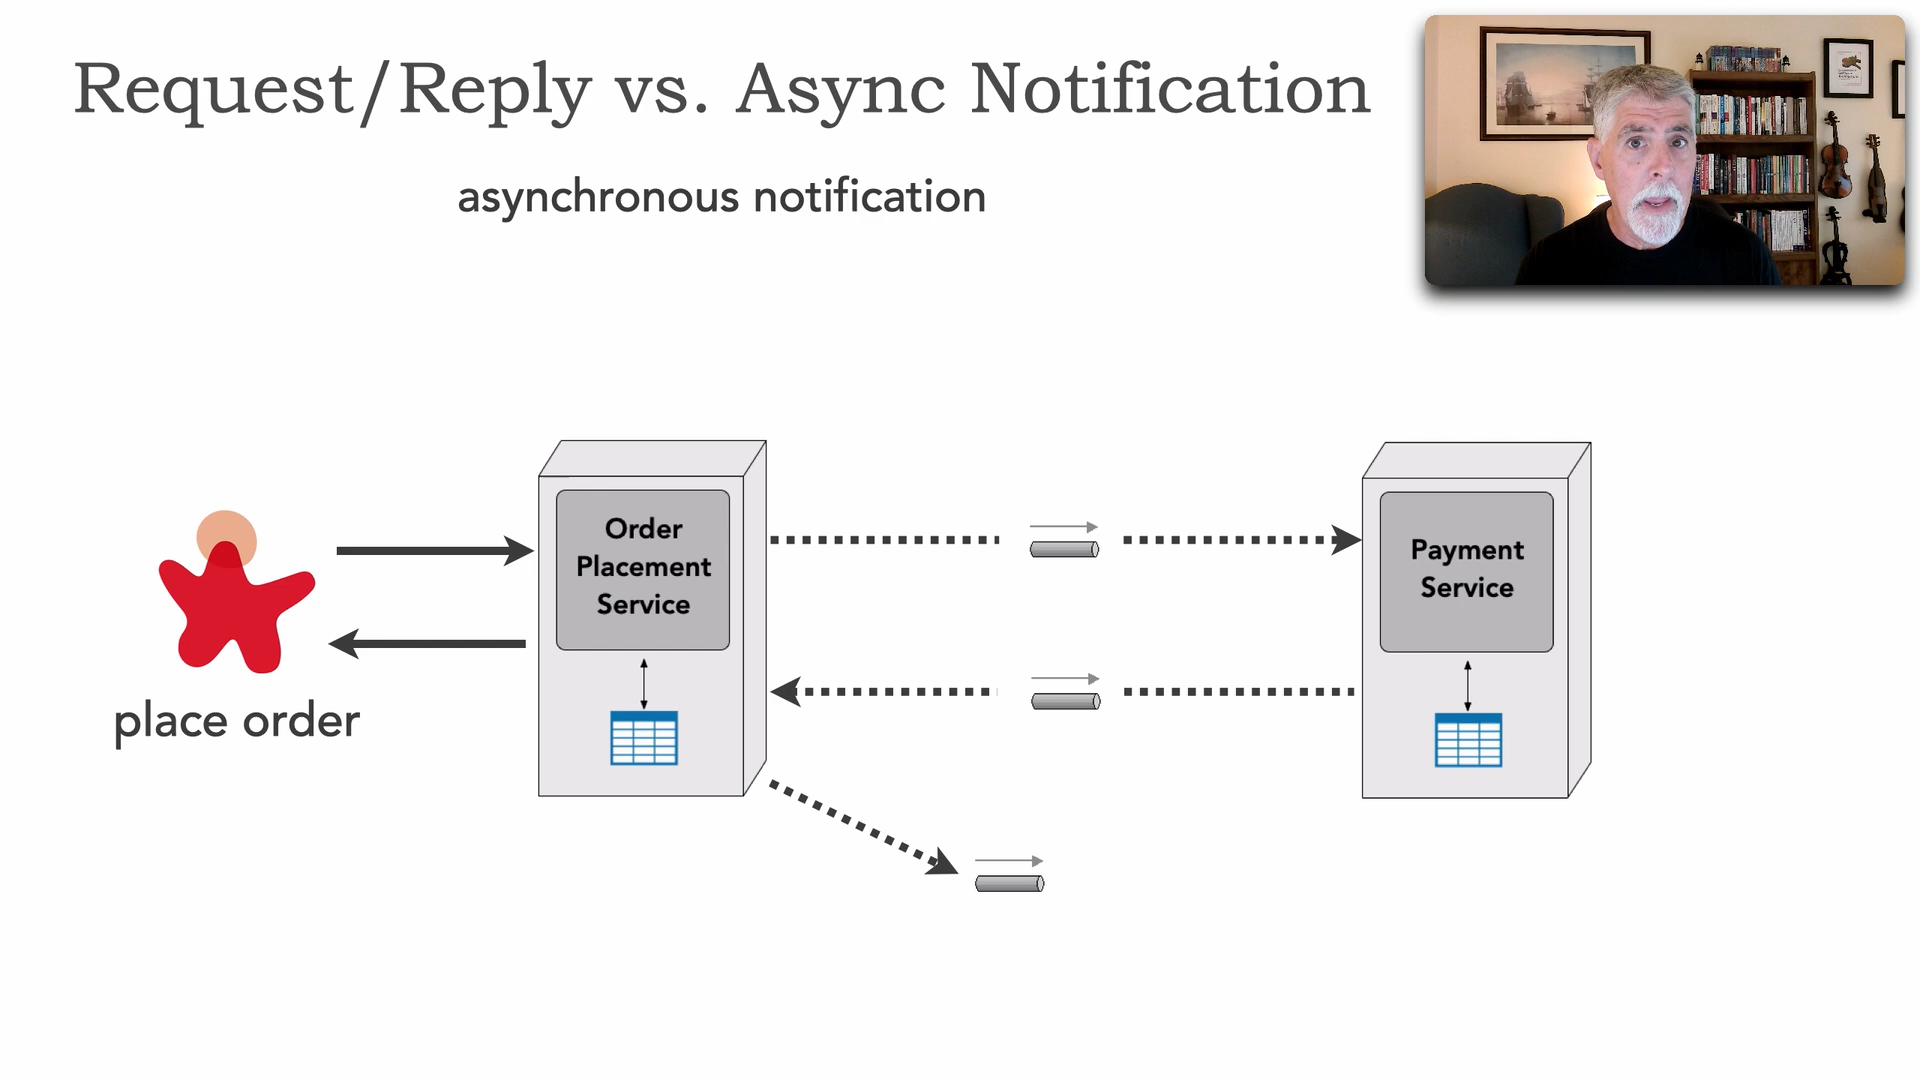 Request/Reply vs. Async Notification
asynchronous notification
Order
Placement
Service
Payment
Service
place order